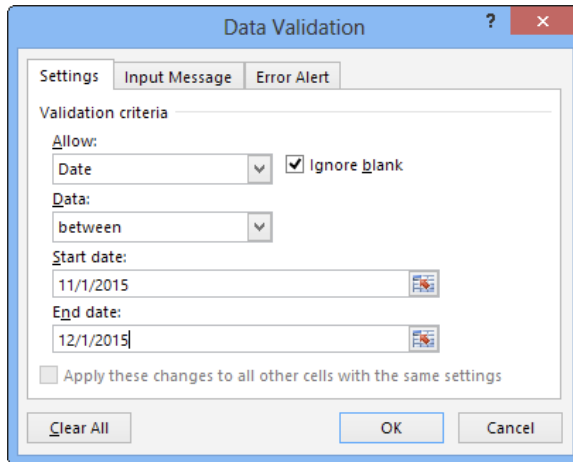 Data Validation ? ×
Settings Input Message Error Alert
Validation criteria
Allow:
Date Ignore blank
Data:
between
Start date:
11/1/2015
End date:
12/1/2015
Apply these changes to all other cells with the same settings
Clear All OK Cancel